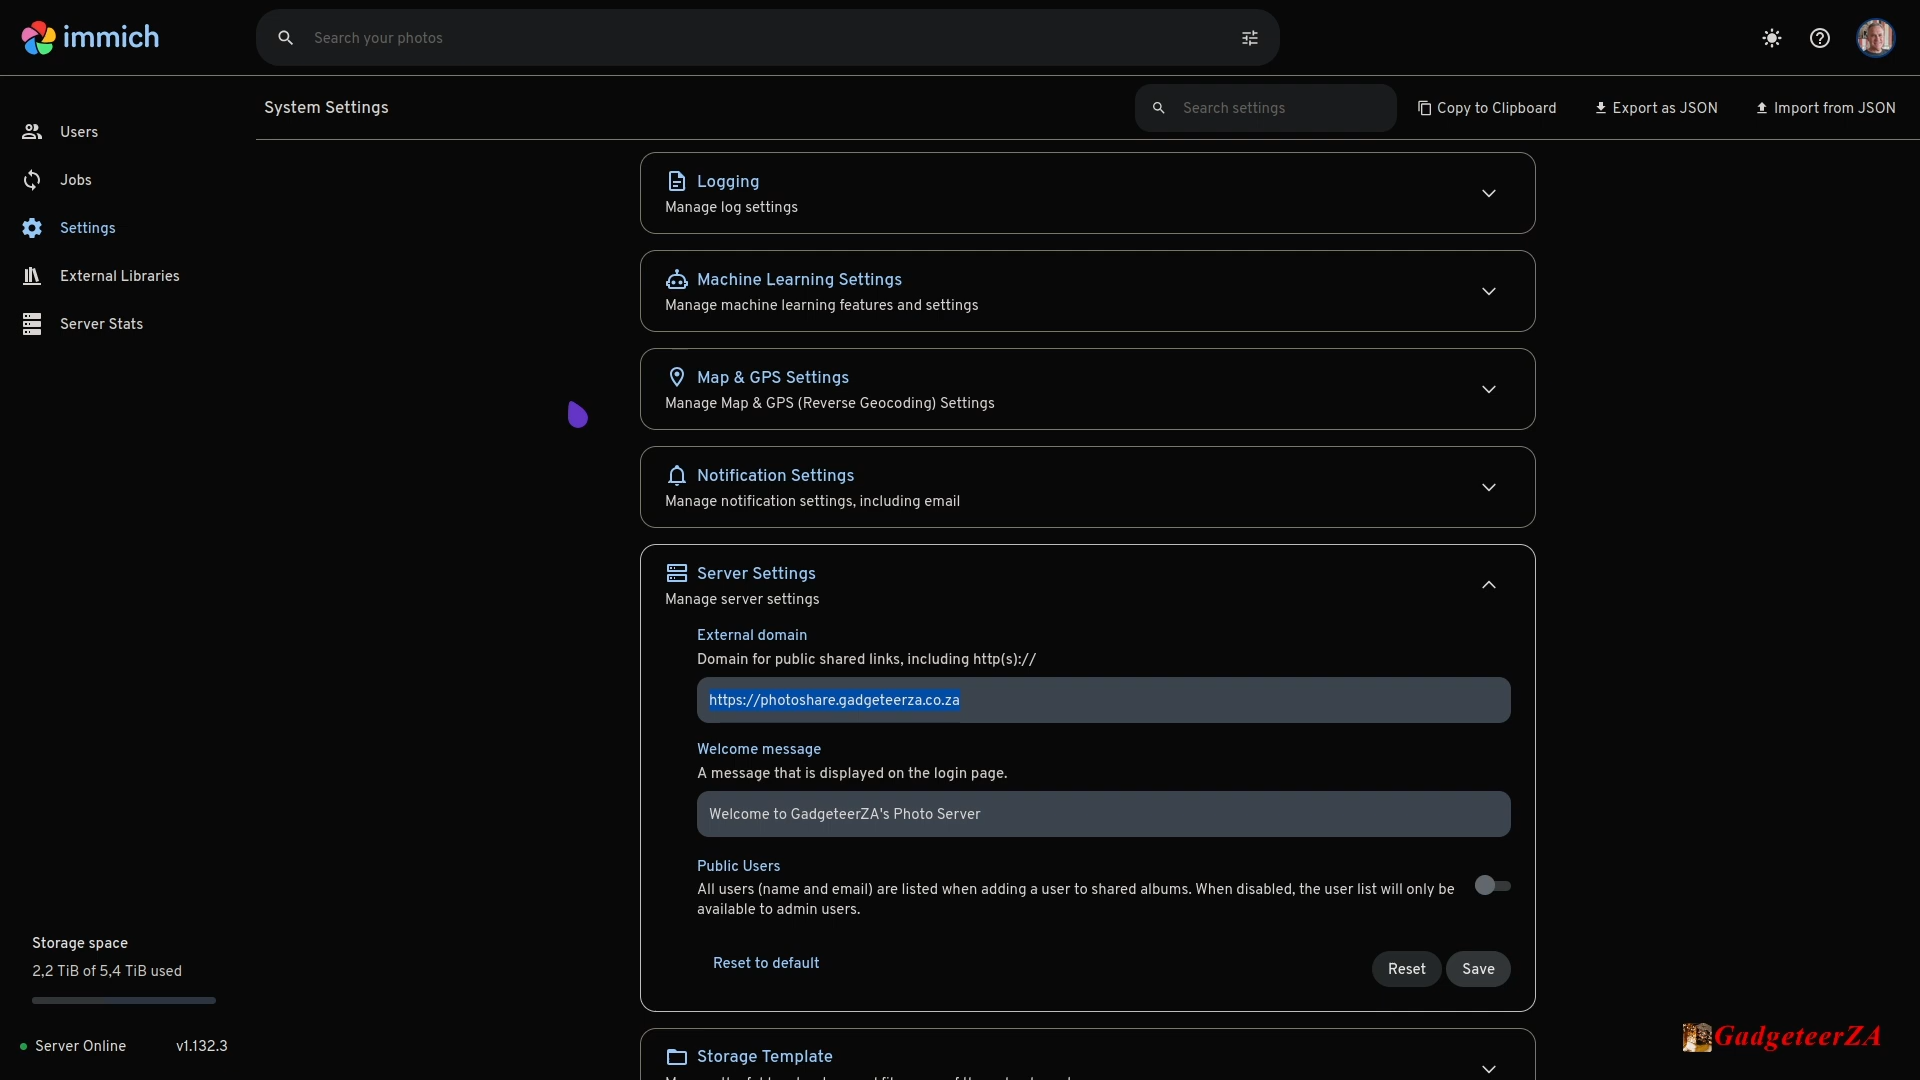 immich
Search your photos
System Settings
Search settings
Copy to Clipboard
Export as JSON
Import from JSON
Users
Jobs
Settings
External Libraries
Server Stats
Logging
Manage log settings
Machine Learning Settings
Manage machine learning features and settings
Map & GPS Settings
Manage Map & GPS (Reverse Geocoding) Settings
Notification Settings
Manage notification settings, including email
Server Settings
Manage server settings
External domain
Domain for public shared links, including http(s)://
https://photoshare.gadgeteerza.co.za
Welcome message
A message that is displayed on the login page.
Welcome to GadgeteerZA's Photo Server
Public Users
All users (name and email) are listed when adding a user to shared albums. When disabled, the user list will only be
available to admin users.
Reset to default
Reset
Save
Storage Template
Storage space
2,2 TiB of 5,4 TiB used
Server Online
v1.132.3
GadgeteerZA